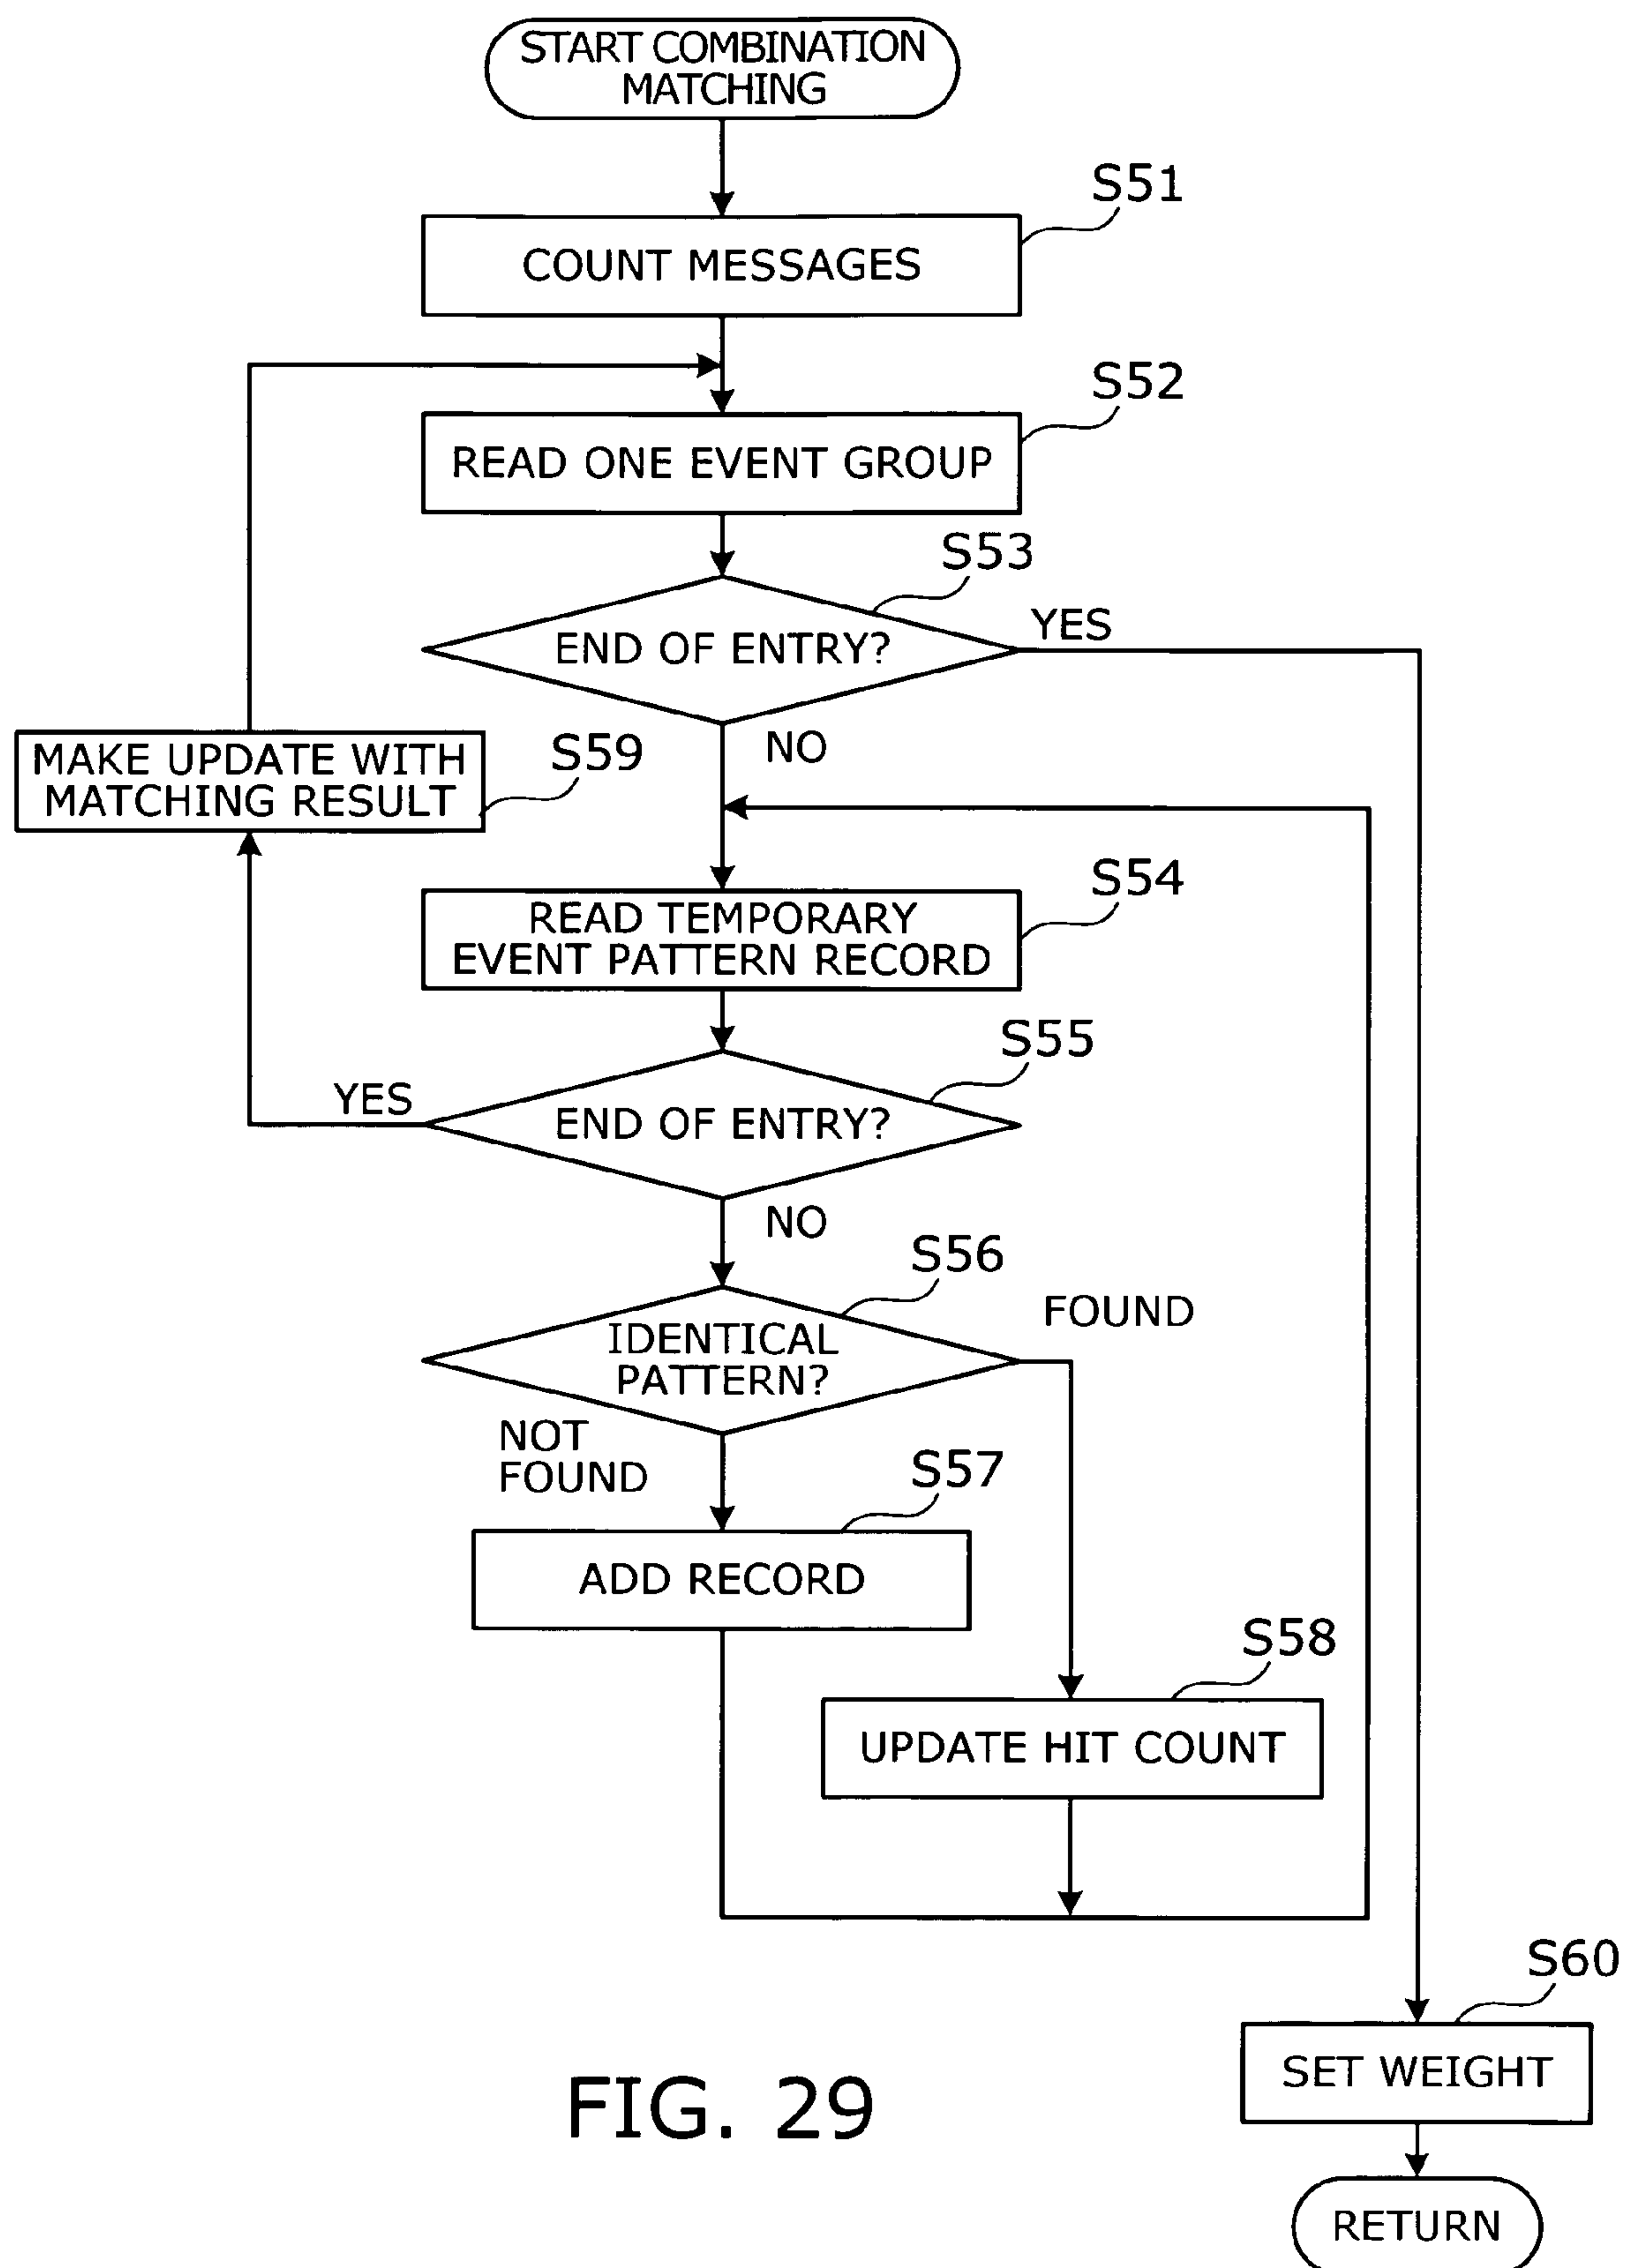 START COMBINATION
MATCHING
S51
COUNT MESSAGES
S52
READ ONE EVENT GROUP
S53
END OF ENTRY?
YES
NO
MAKE UPDATE WITH
MATCHING RESULT
S59
S54
READ TEMPORARY
EVENT PATTERN RECORD
S55
YES
END OF ENTRY?
NO
S56
FOUND
IDENTICAL
PATTERN?
NOT
FOUND
S57
ADD RECORD
S58
UPDATE HIT COUNT
S60
SET WEIGHT
FIG. 29
RETURN